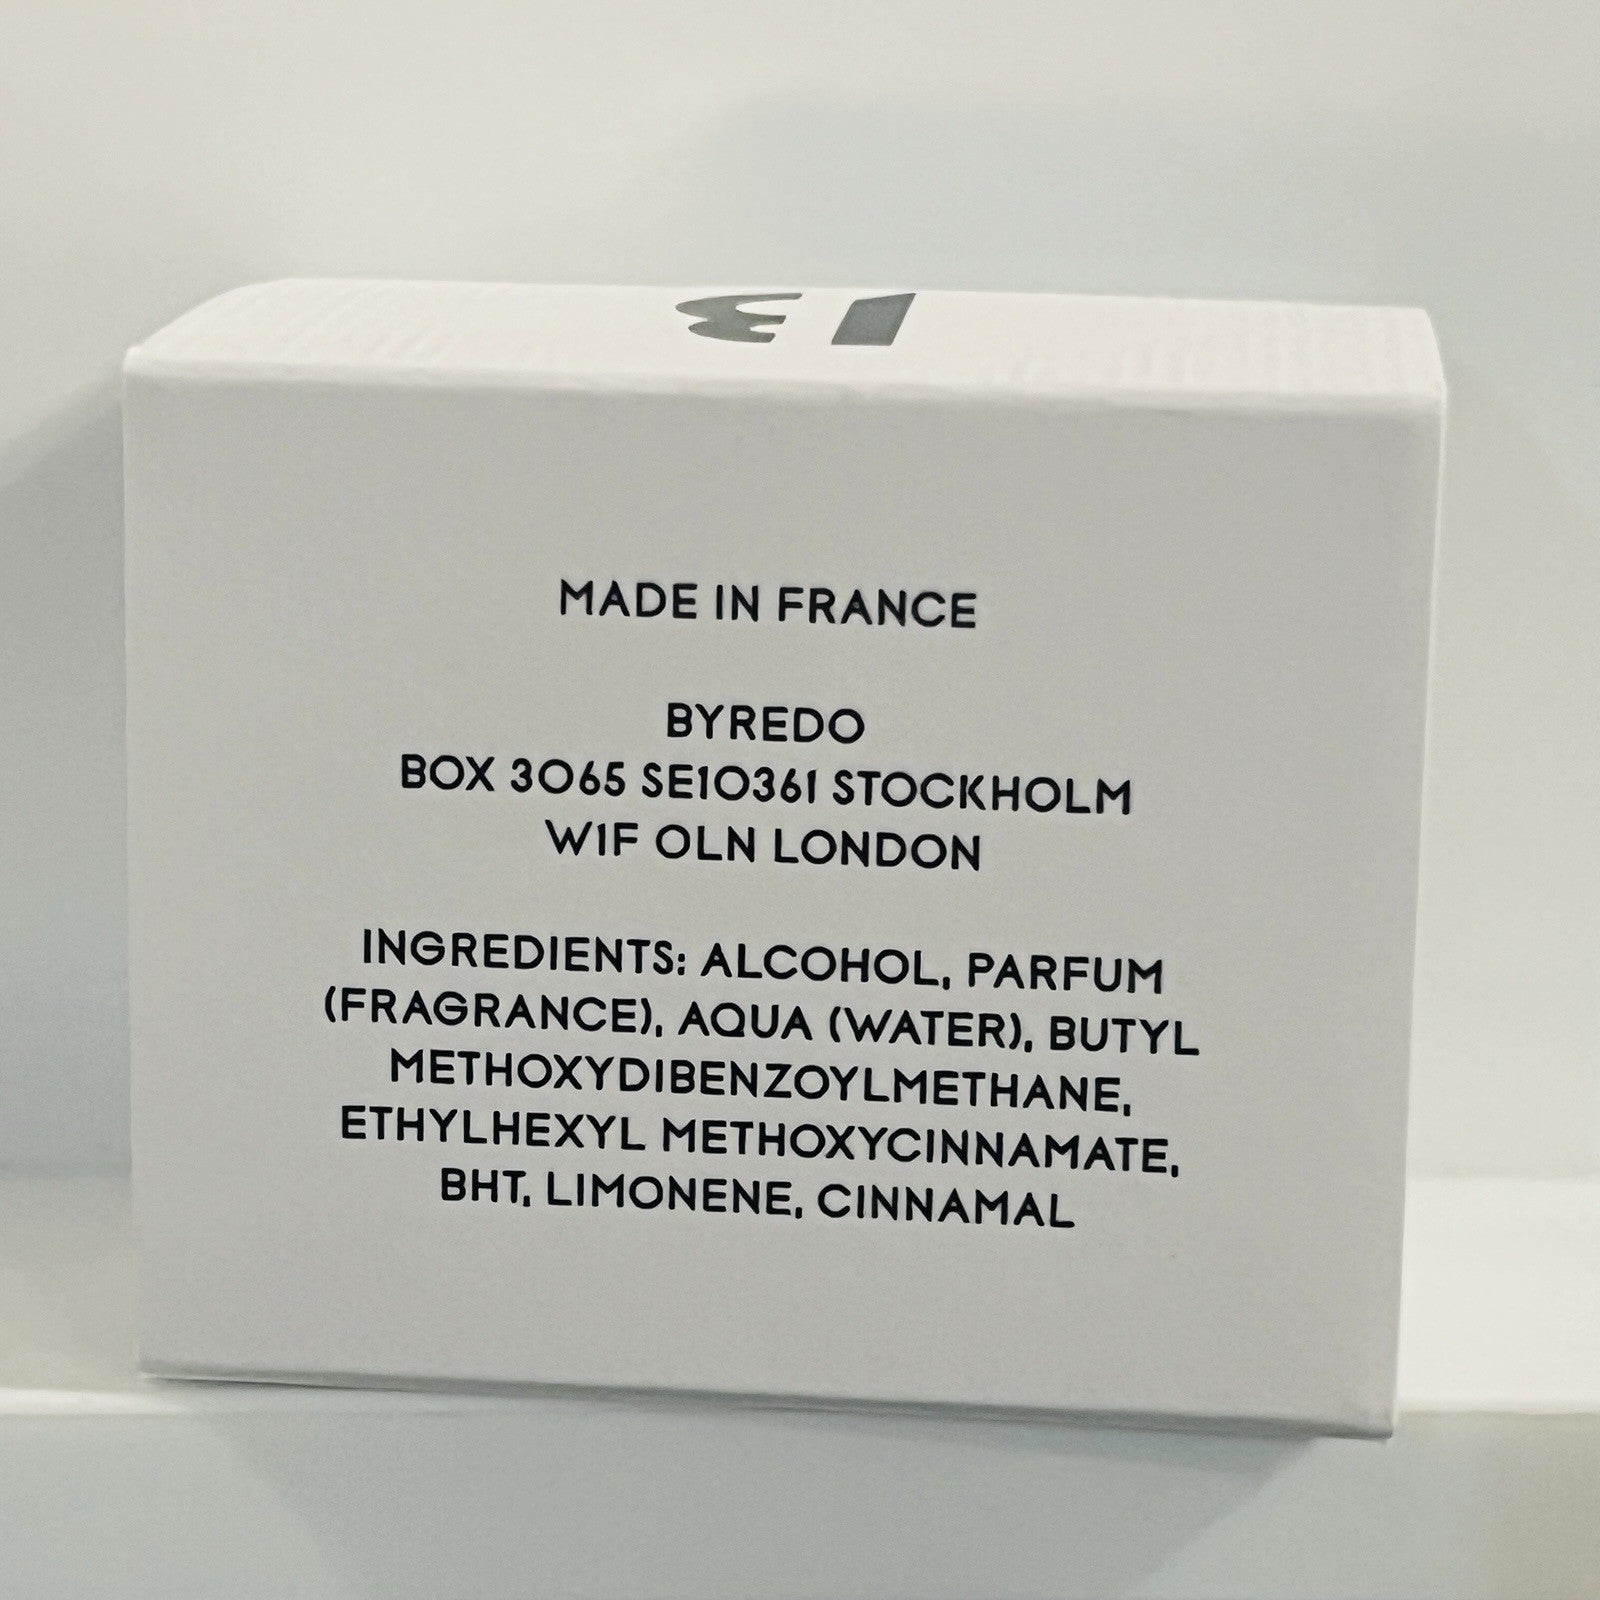 MADE IN FRANCE
BYREDO
BOX 3065 SE10361 STOCKHOLM
W1F OLN LONDON
INGREDIENTS: ALCOHOL, PARFUM
(FRAGRANCE), AQUA (WATER), BUTYL
METHOXYDIBENZOYLMETHANE,
ETHYLHEXYL METHOXYCINNAMATE,
BHT, LIMONENE, CINNAMAL